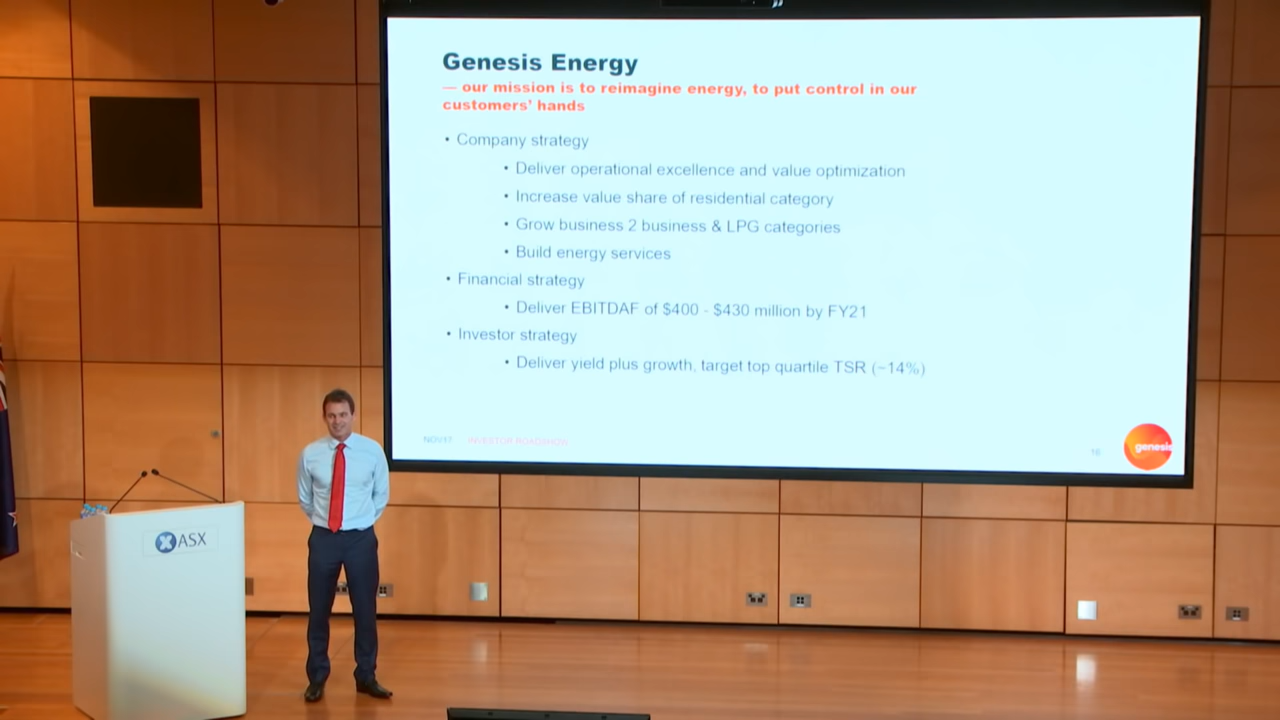 Genesis Energy
— our mission is to reimagine energy, to put control in our
customers' hands
• Company strategy
• Deliver operational excellence and value optimization
• Increase value share of residential category
• Grow business 2 business & LPG categories
• Build energy services
• Financial strategy
• Deliver EBITDAF of $400 - $430 million by FY21
• Investor strategy
• Deliver yield plus growth, target top quartile TSR (~14%)
INVESTOR ROADSHOW
genesis
ASX